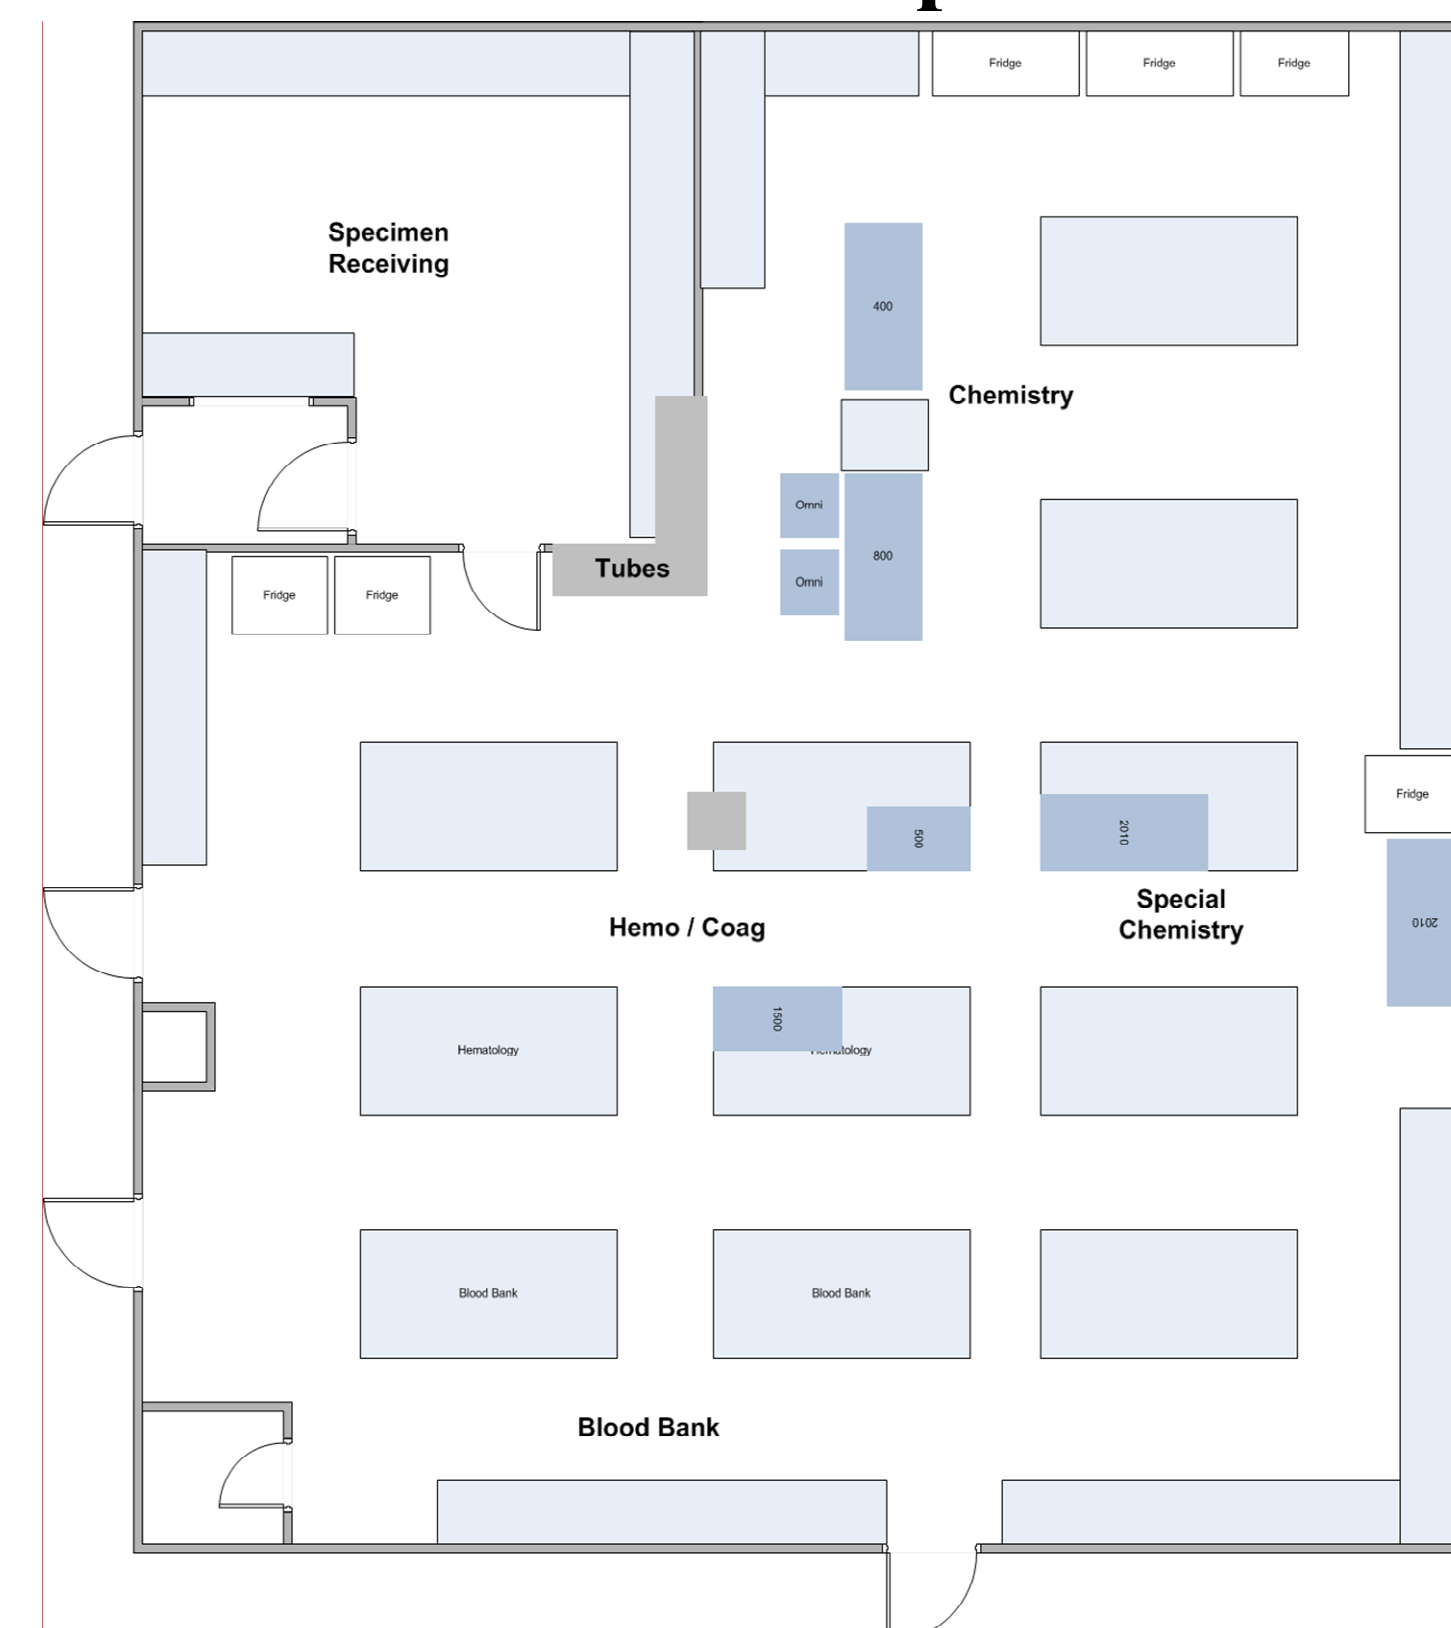 Fridge
Fridge
Fridge
Specimen
Receiving
400
Chemistry
Omni
800
Tubes
Omni
Fridge
Fridge
Fridge
500
2010
Special
Chemistry
2010
Hemo / Coag
1500
Hematology
Hematology
Blood Bank
Blood Bank
Blood Bank